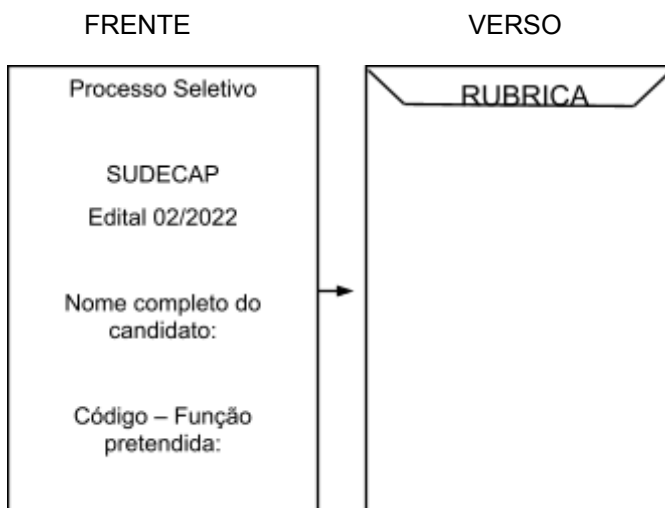 FRENTE
VERSO
Processo Seletivo
SUDECAP
Edital 02/2022
Nome completo do
candidato:
Código – Função
pretendida:
RUBRICA